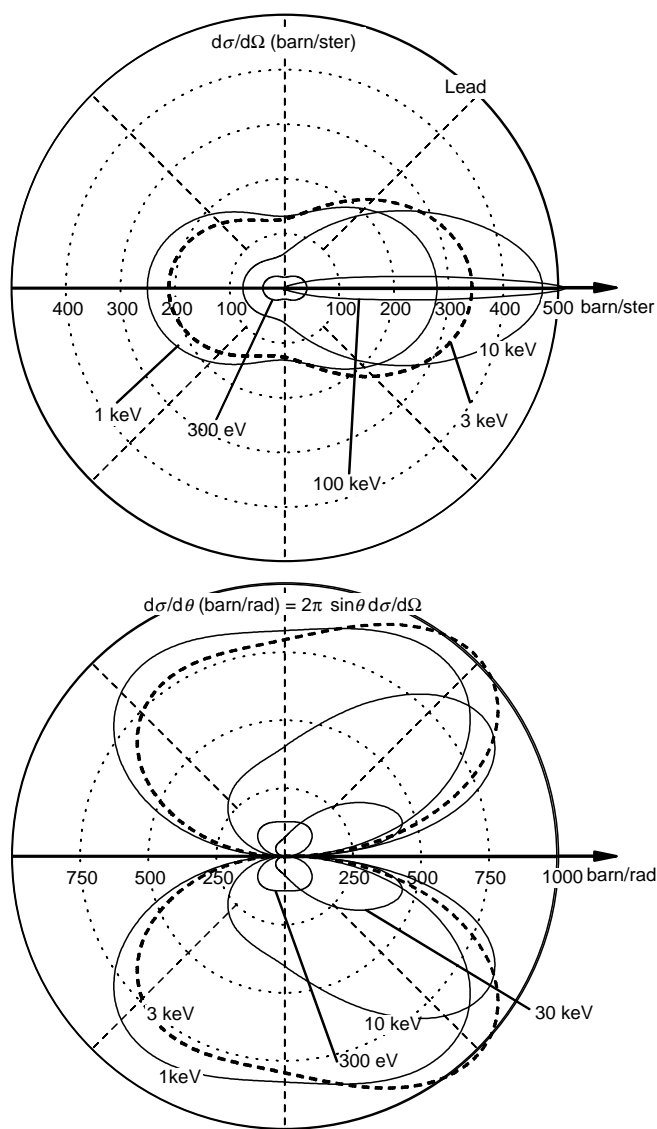 dσ/dΩ (barn/ster)
Lead
400 300 200 100 100 200 300 400 500 barn/ster
10 keV
1 keV
3 keV
300 eV
100 keV
dσ/dθ (barn/rad) = 2π sinθ dσ/dΩ
750 500 250 250 500 750 1000 barn/rad
3 keV
10 keV
30 keV
300 eV
1keV